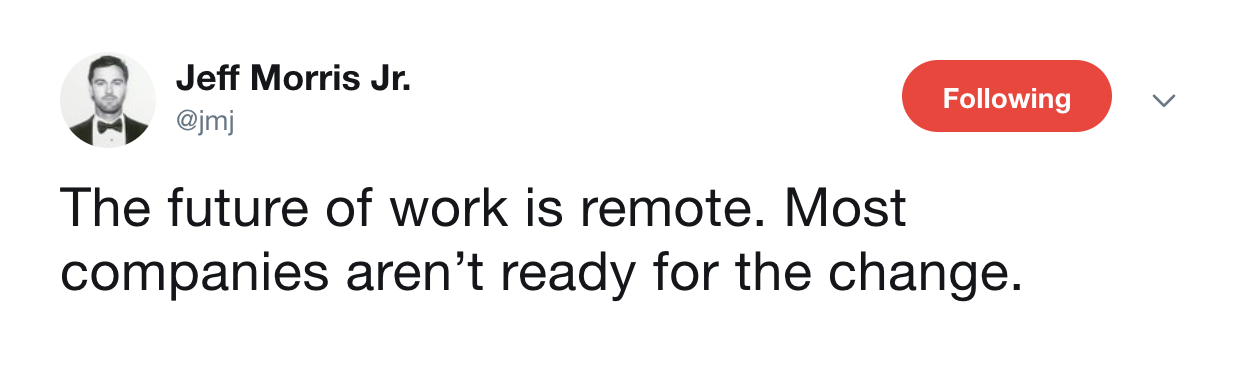 Jeff Morris Jr.
@jmj
Following
The future of work is remote. Most
companies aren’t ready for the change.